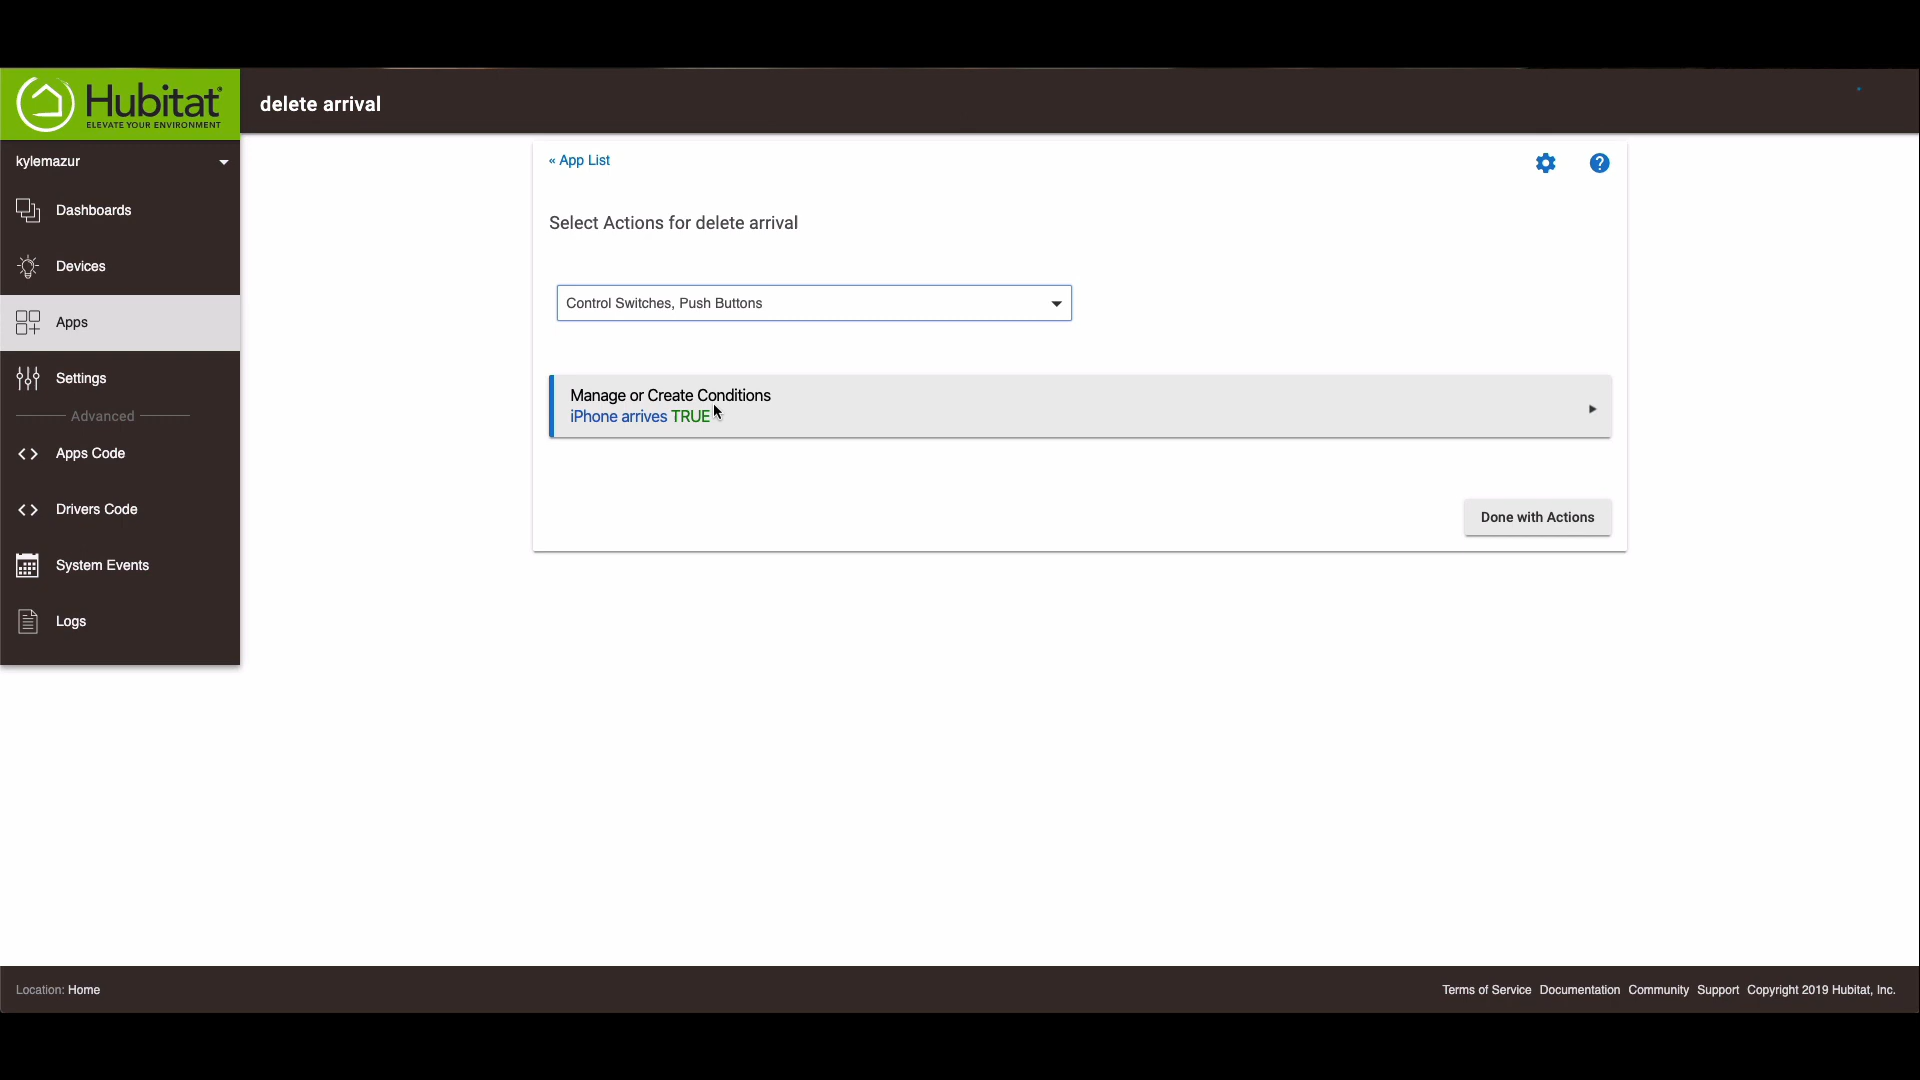 Hubitat®
ELEVATE YOUR ENVIRONMENT
delete arrival
kylemazur
Dashboards
Devices
Apps
Settings
Advanced
Apps Code
Drivers Code
System Events
Logs
« App List
?
Select Actions for delete arrival
Control Switches, Push Buttons
Manage or Create Conditions
iPhone arrives TRUE
Done with Actions
Location: Home
Terms of Service Documentation Community Support Copyright 2019 Hubitat, Inc.